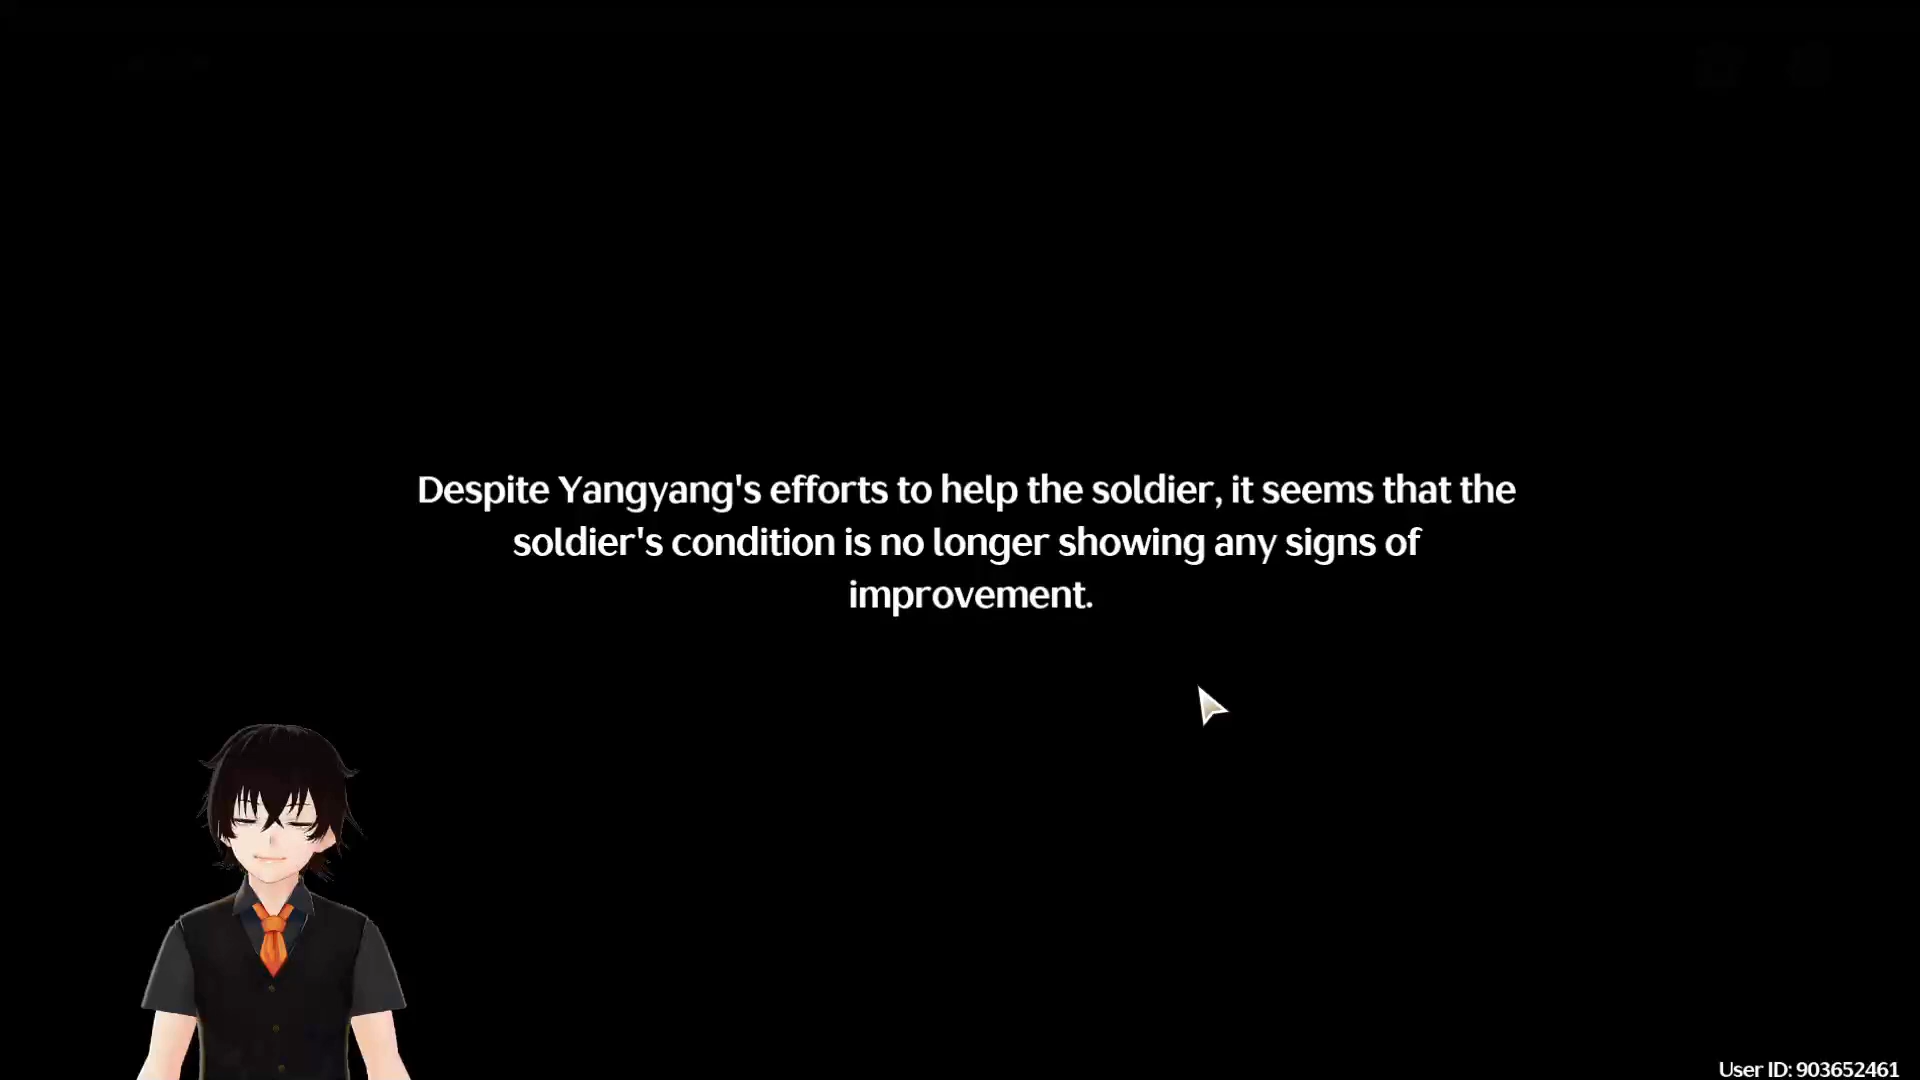 Despite Yangyang's efforts to help the soldier, it seems that the
soldier's condition is no longer showing any signs of
improvement.
User ID: 903652461